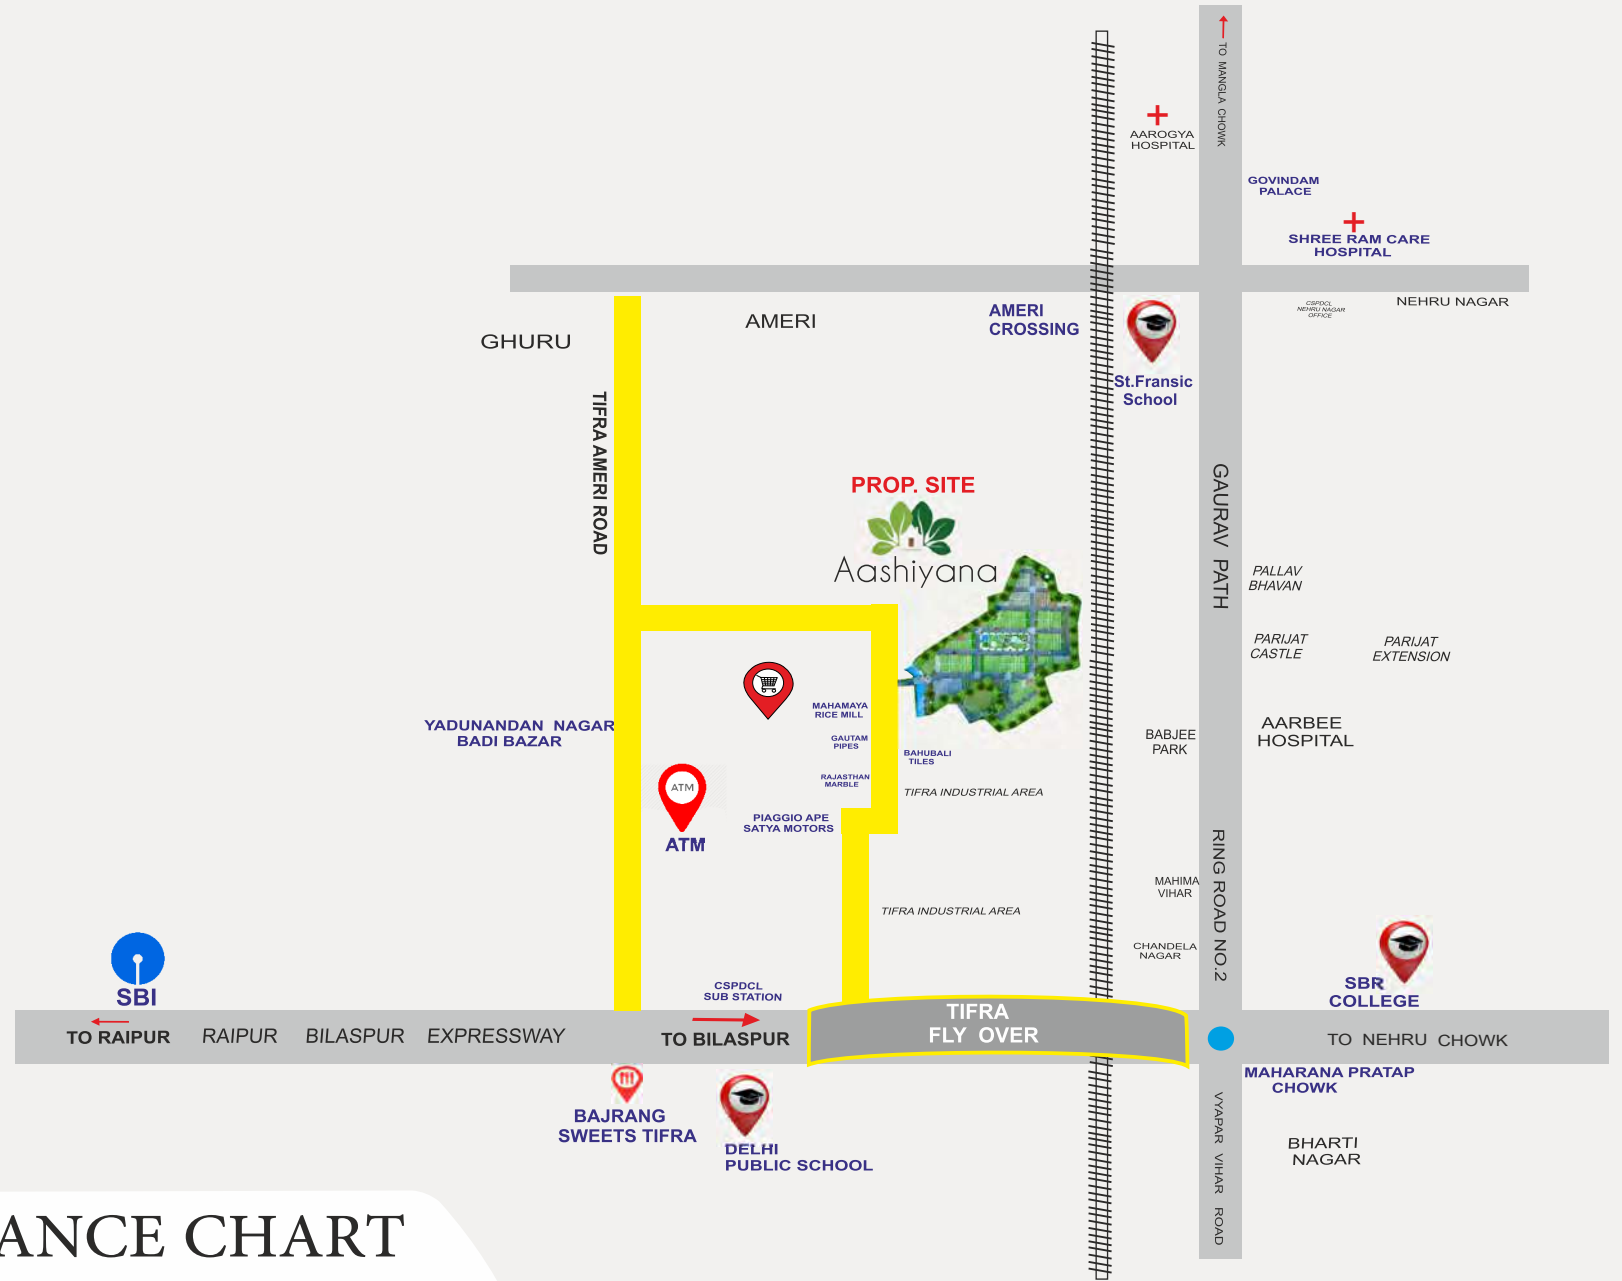 TO MANGLA CHOWK
AAROGYA
HOSPITAL
GOVINDAM
PALACE
SHREE RAM CARE
HOSPITAL
AMERI
CROSSING
CSPDCL
NEHRU NAGAR
OFFICE
NEHRU NAGAR
GHURU
AMERI
St.Fransic
School
TIFRA AMERI ROAD
PROP. SITE
Aashiyana
GAURAV PATH
PALLAV
BHAVAN
PARIJAT
CASTLE
PARIJAT
EXTENSION
YADUNANDAN NAGAR
BADI BAZAR
MAHAMAYA
RICE MILL
GAUTAM
PIPES
BAHUBALI
TILES
RAJASTHAN
MARBLE
TIFRA INDUSTRIAL AREA
BABJEE
PARK
AARBEE
HOSPITAL
ATM
ATM
PIAGGIO APE
SATYA MOTORS
RING ROAD NO.2
MAHIMA
VIHAR
TIFRA INDUSTRIAL AREA
CHANDELA
NAGAR
SBI
CSPDCL
SUB STATION
SBR
COLLEGE
TO RAIPUR
RAIPUR BILASPUR EXPRESSWAY
TO BILASPUR
TIFRA
FLY OVER
TO NEHRU CHOWK
MAHARANA PRATAP
CHOWK
BAJRANG
SWEETS TIFRA
DELHI
PUBLIC SCHOOL
VYAPAR VIHAR ROAD
BHARTI
NAGAR
ANCE CHART